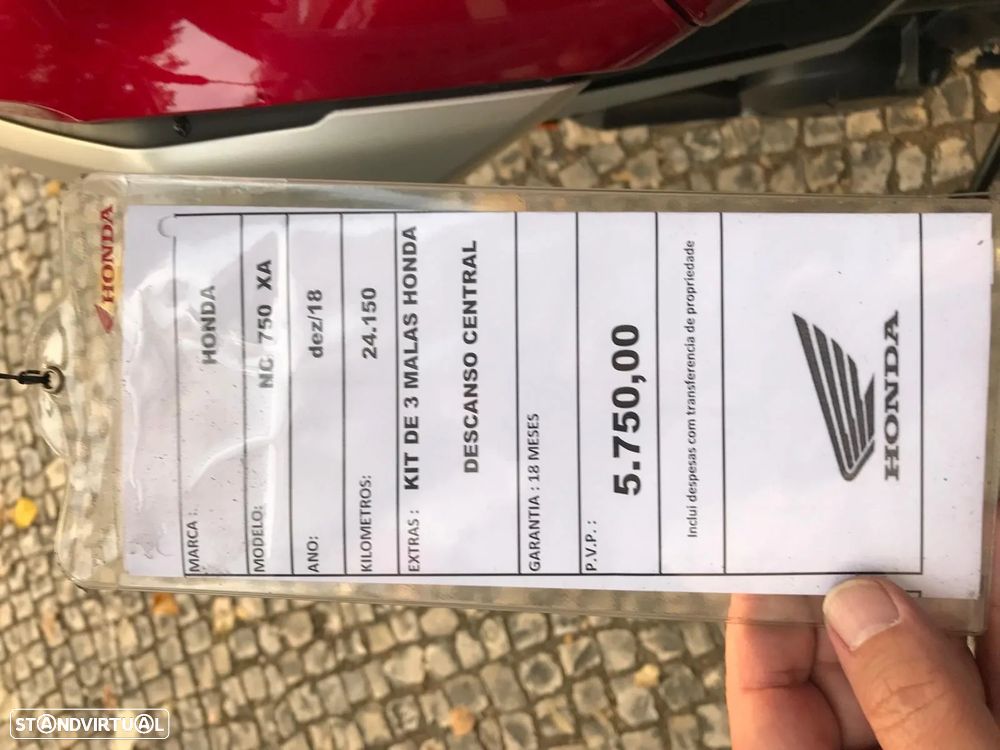 HONDA
MARCA : HONDA
MODELO: NC 750 XA
ANO: dez/18
KILOMETROS: 24.150
EXTRAS : KIT DE 3 MALAS HONDA
DESCANSO CENTRAL
GARANTIA : 18 MESES
P.V.P. : 5.750,00
Inclui despesas com transferencia de propriedade
HONDA
STANDVIRTUAL